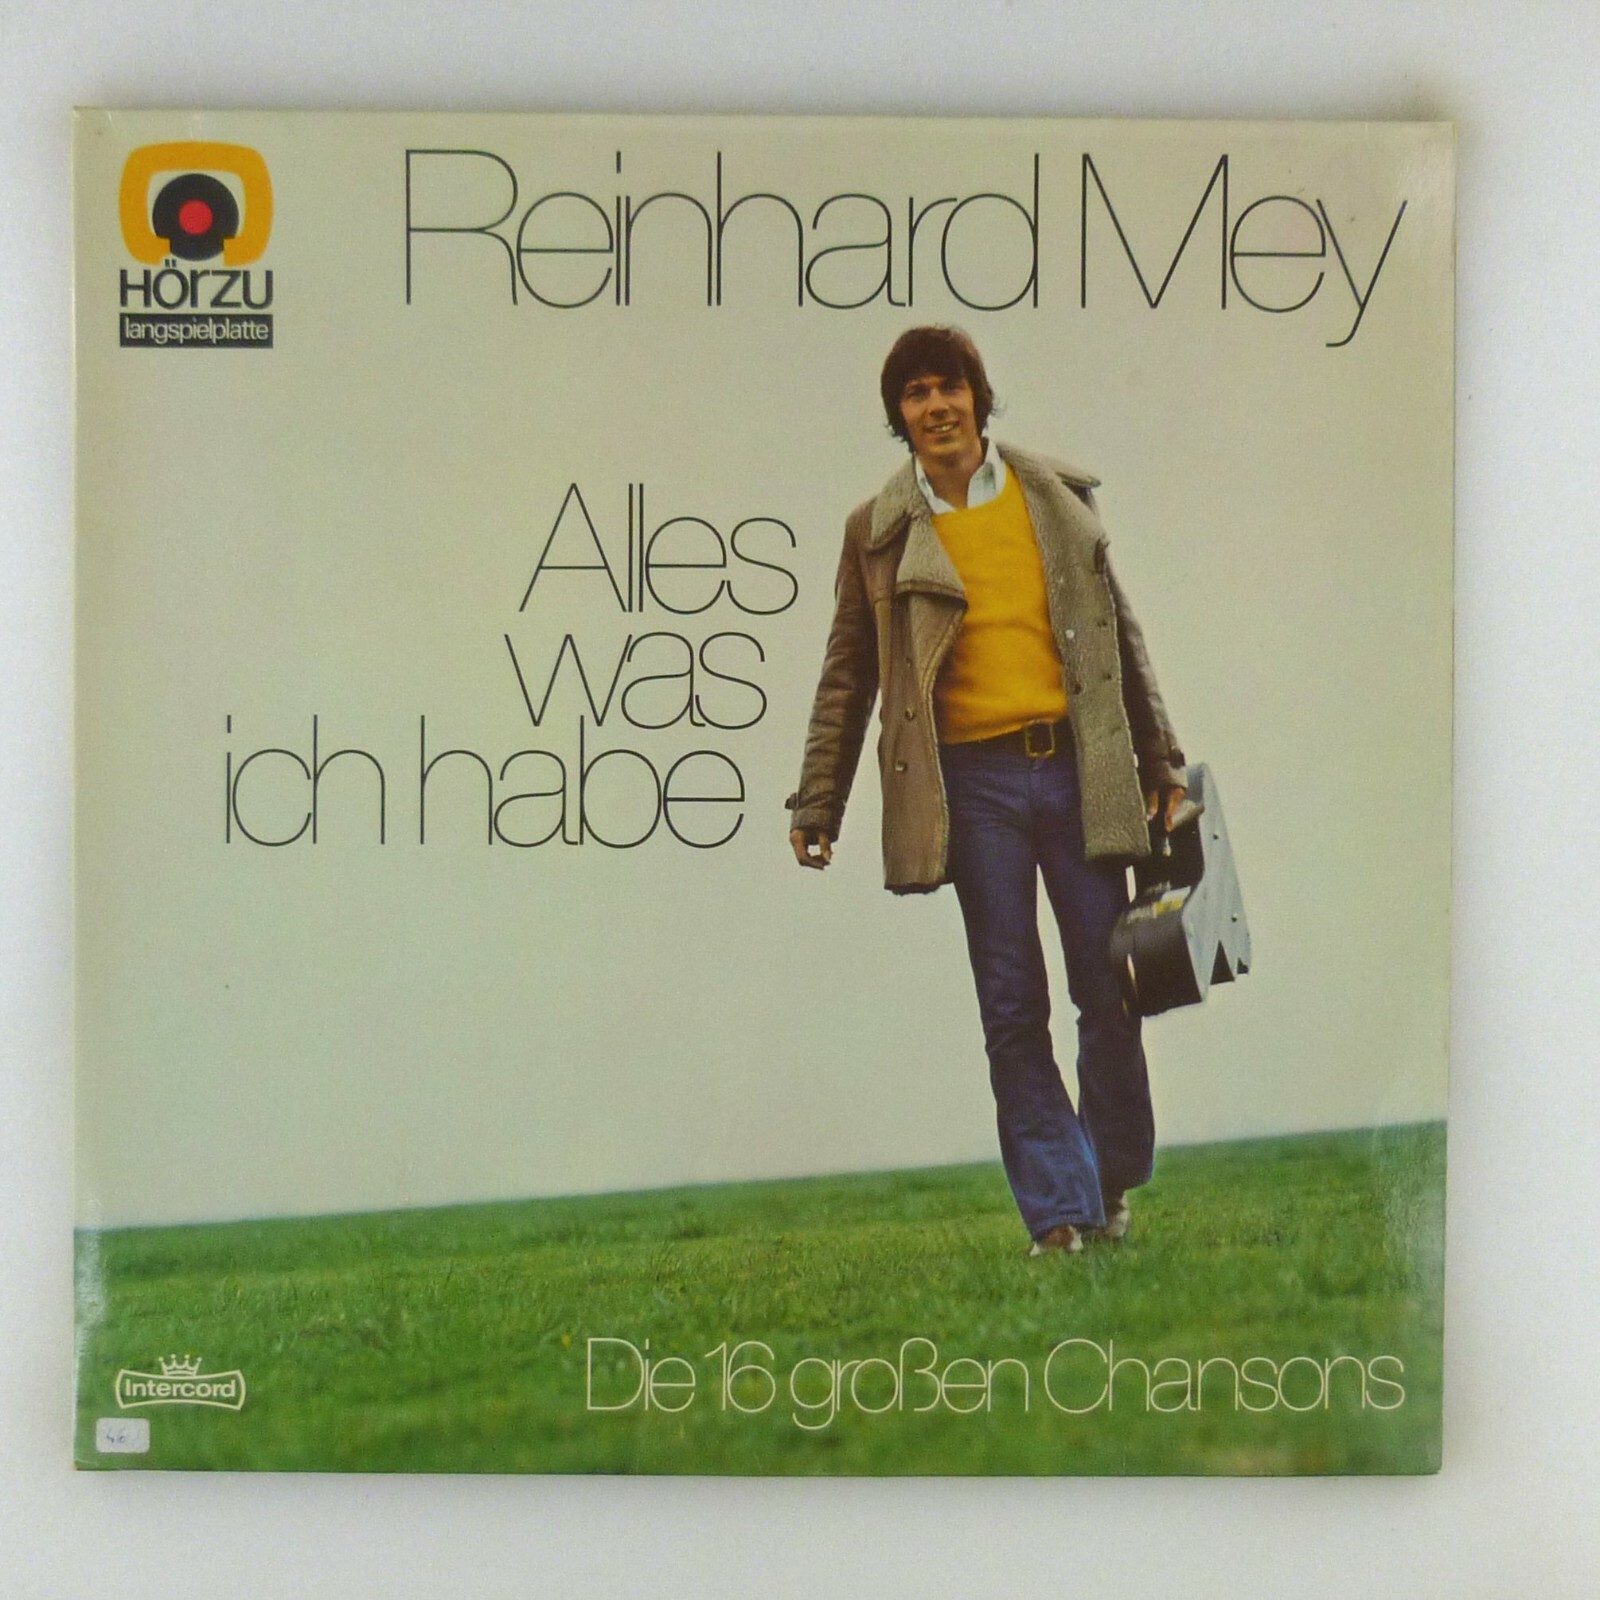 Reinhard Mey
HÖRZU
langspielplatte
Alles
was
ich habe
Die 16 großen Chansons
Intercord